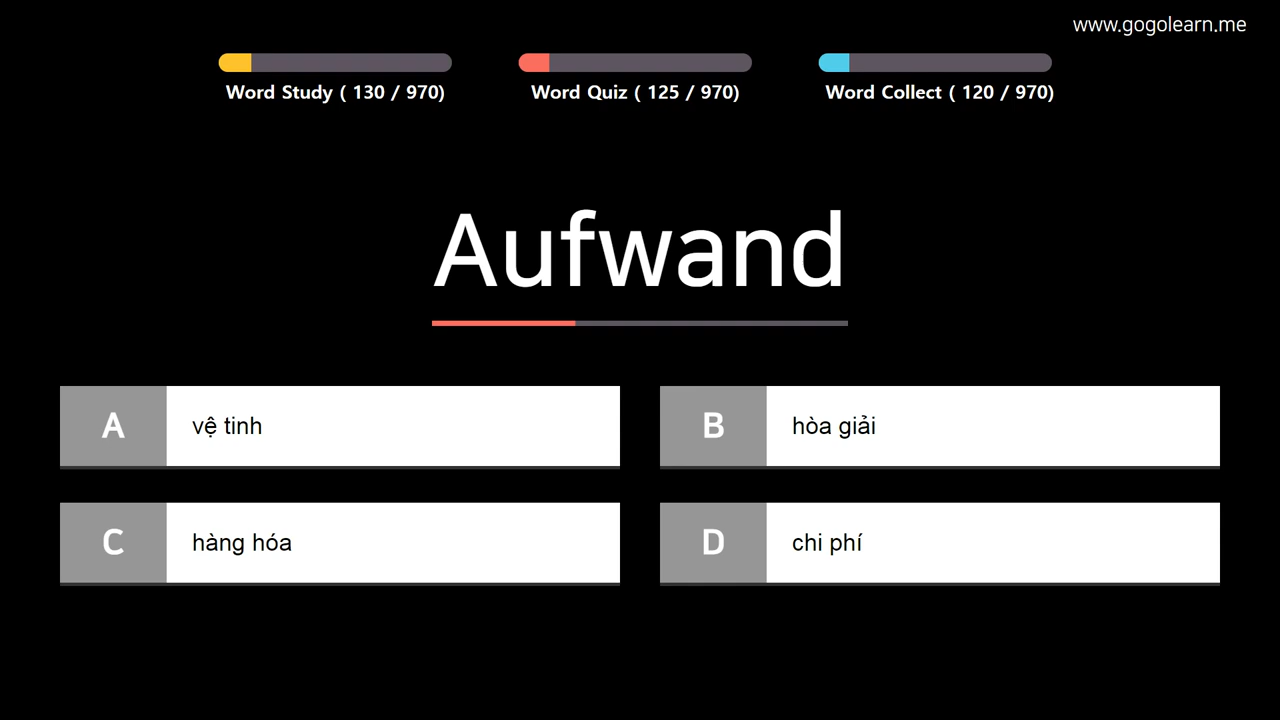 www.gogolearn.me
Word Study ( 130 / 970)
Word Quiz ( 125 / 970)
Word Collect ( 120 / 970)
Aufwand
A
vệ tinh
B
hòa giải
C
hàng hóa
D
chi phí